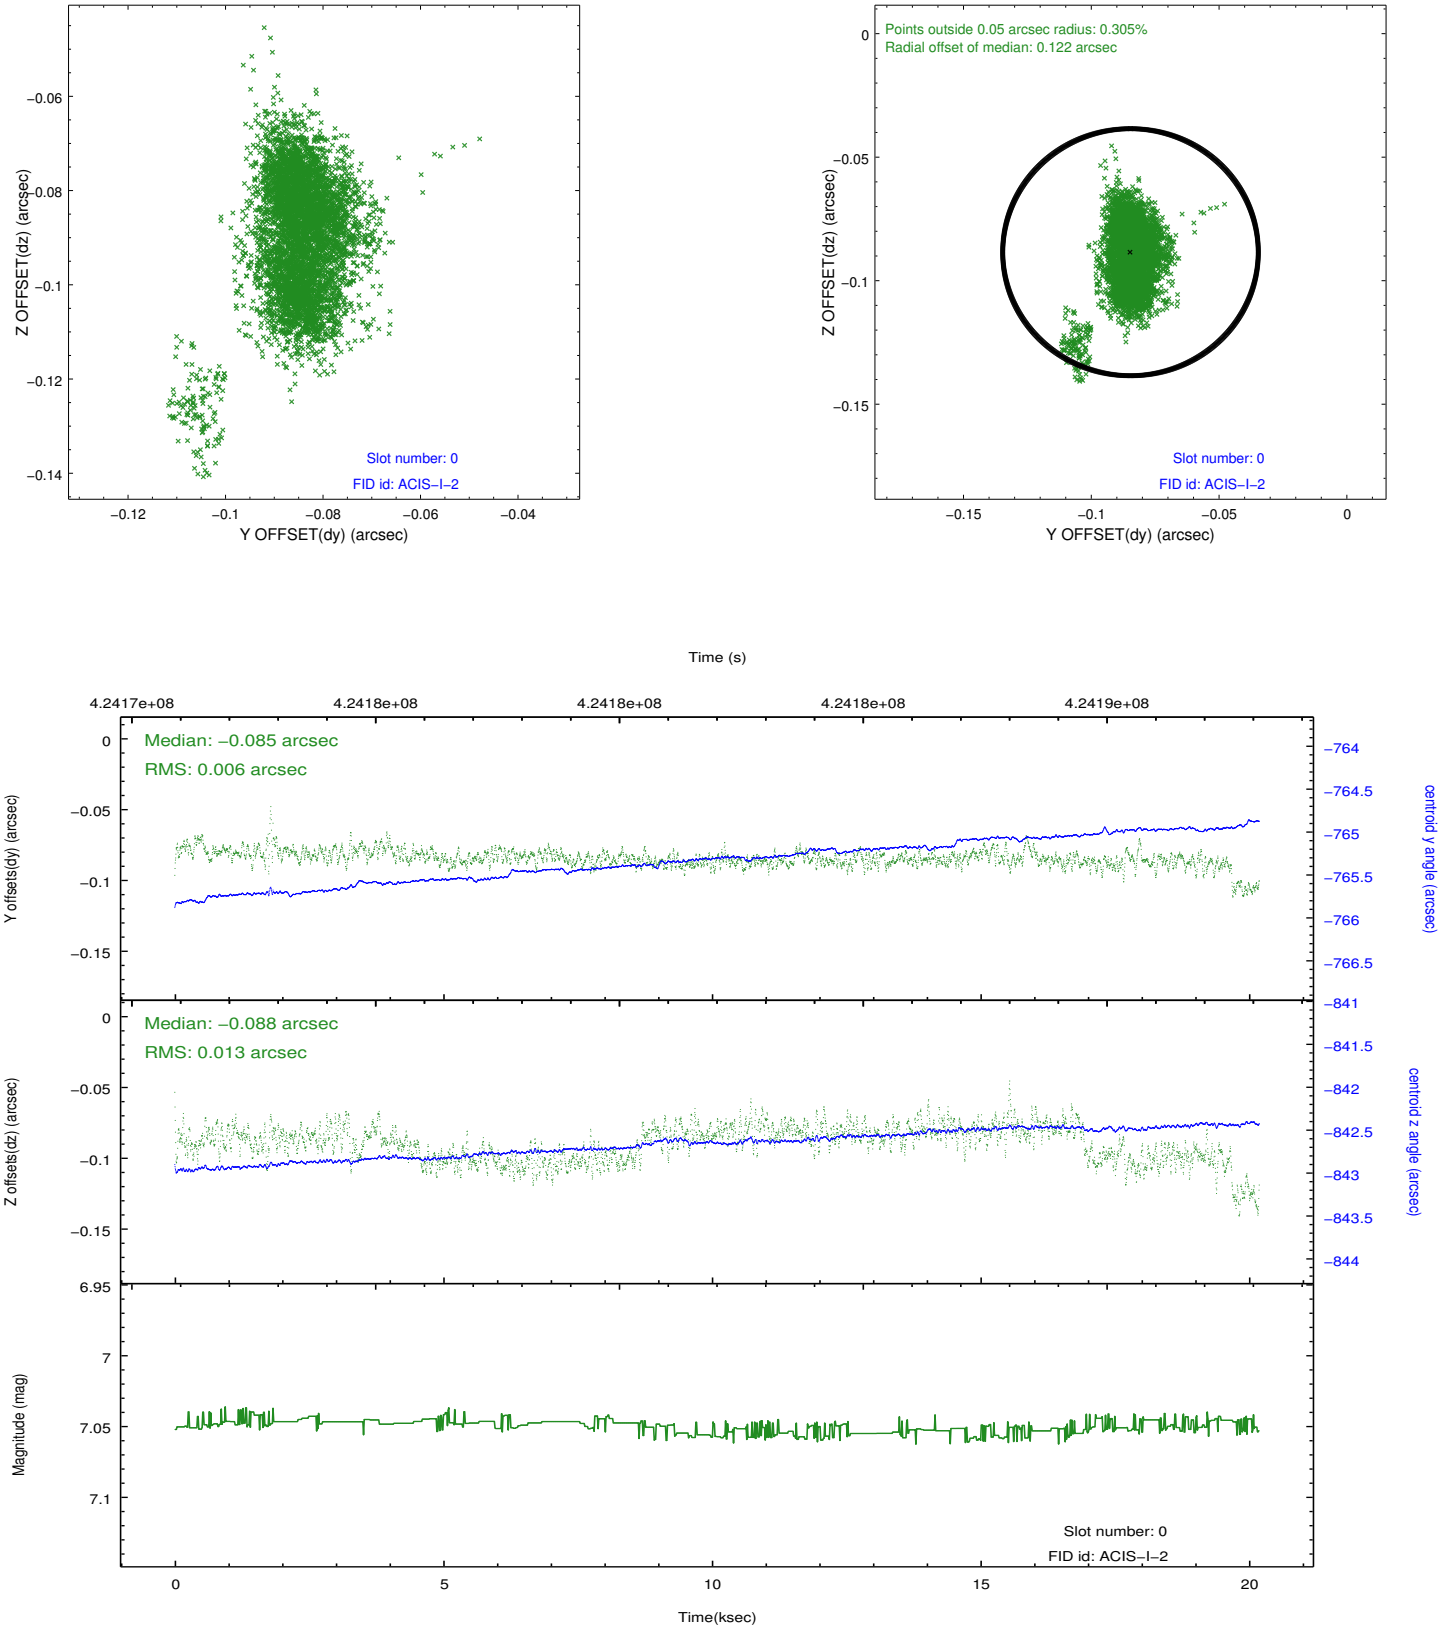 −0.06
−0.08
−0.1
−0.12
−0.14
Z OFFSET(dz) (arcsec)
Slot number: 0
FID id: ACIS−I−2
−0.12
−0.1
−0.08
−0.06
−0.04
Y OFFSET(dy) (arcsec)
Points outside 0.05 arcsec radius: 0.305%
Radial offset of median: 0.122 arcsec
0
−0.05
−0.1
−0.15
Z OFFSET(dz) (arcsec)
Slot number: 0
FID id: ACIS−I−2
−0.15
−0.1
−0.05
0
Y OFFSET(dy) (arcsec)
Time (s)
4.2417e+08
4.2418e+08
4.2418e+08
4.2418e+08
4.2419e+08
Median: −0.085 arcsec
RMS: 0.006 arcsec
0
−0.05
−0.1
−0.15
Y offsets(dy) (arcsec)
−764
−764.5
−765
−765.5
−766
−766.5
centroid y angle (arcsec)
Median: −0.088 arcsec
RMS: 0.013 arcsec
0
−0.05
−0.1
−0.15
Z offsets(dz) (arcsec)
−841
−841.5
−842
−842.5
−843
−843.5
−844
centroid z angle (arcsec)
6.95
7
7.05
7.1
Magnitude (mag)
Slot number: 0
FID id: ACIS−I−2
0
5
10
15
20
Time(ksec)